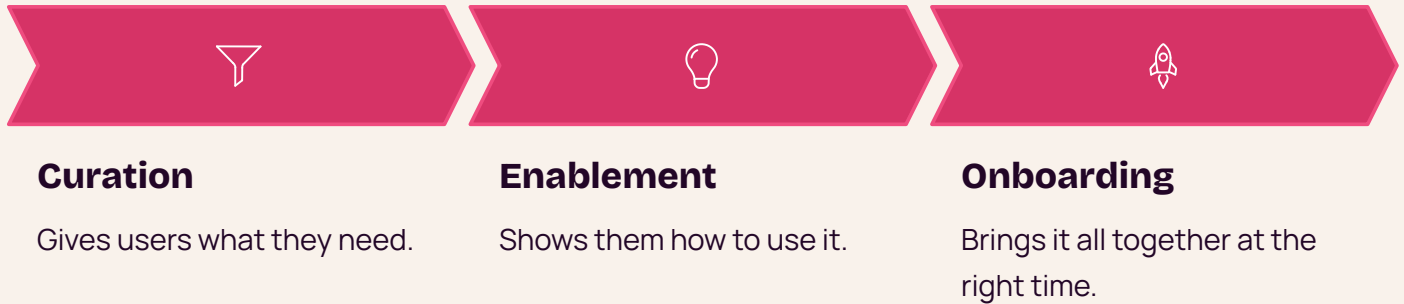 Curation
Gives users what they need.
Enablement
Shows them how to use it.
Onboarding
Brings it all together at the
right time.